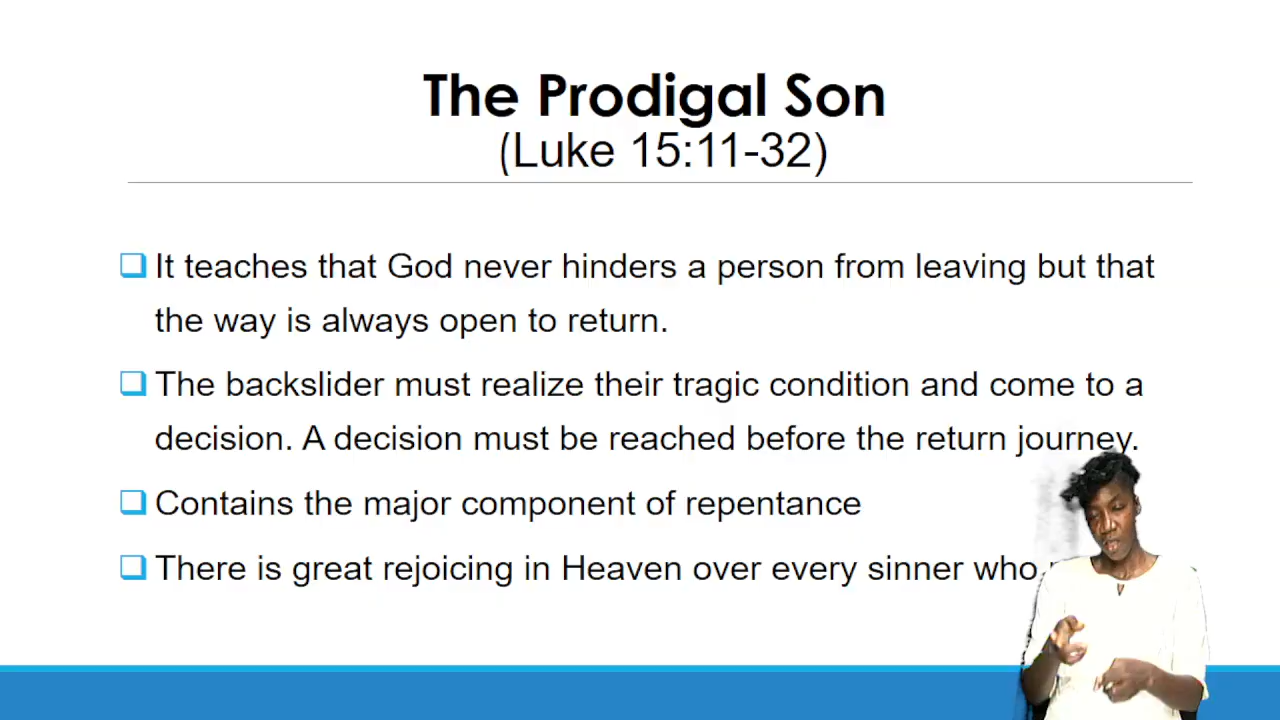 The Prodigal Son
(Luke 15:11-32)
It teaches that God never hinders a person from leaving but that
the way is always open to return.
The backslider must realize their tragic condition and come to a
decision. A decision must be reached before the return journey.
Contains the major component of repentance
There is great rejoicing in Heaven over every sinner who